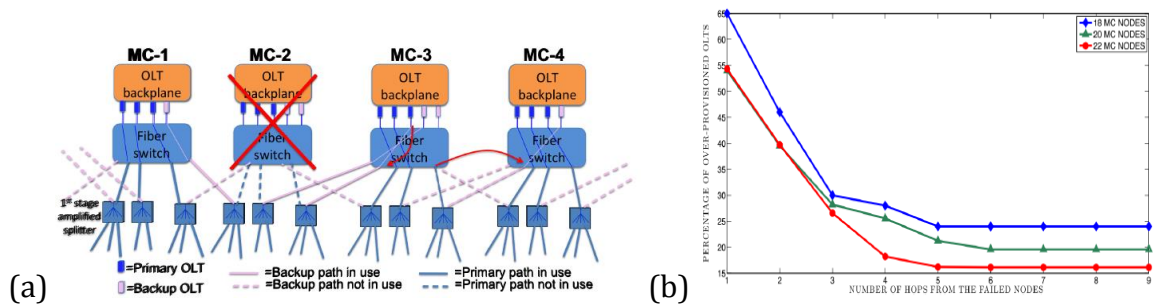 MC-1 MC-2 MC-3 MC-4
OLT backplane OLT backplane OLT backplane OLT backplane
Fiber switch Fiber switch Fiber switch Fiber switch
1st stage
amplified
splitter
=Primary OLT
=Backup OLT
=Backup path in use
=Backup path not in use
=Primary path in use
=Primary path not in use
(a)
PERCENTAGE OF OVER-PROVISIONED OLTS
65
60
55
50
45
40
35
30
25
20
15
10
1 2 3 4 5 6 7 8 9
NUMBER OF HOPS FROM THE FAILED NODES
18 MC NODES
20 MC NODES
22 MC NODES
(b)